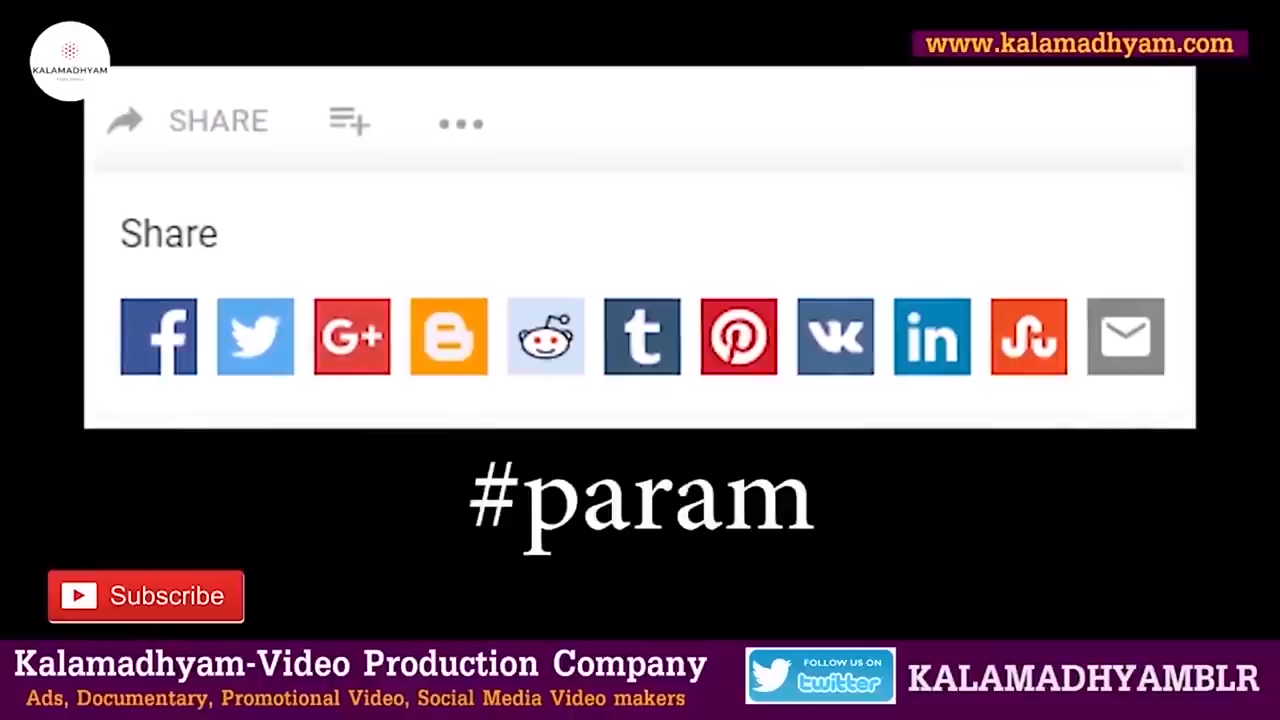 www.kalamadhyam.com
KALAMADHYAM
SHARE
Share
G+
#param
Subscribe
Kalamadhyam-Video Production Company
Ads, Documentary, Promotional Video, Social Media Video makers
FOLLOW US ON
twitter
KALAMADHYAMBLR